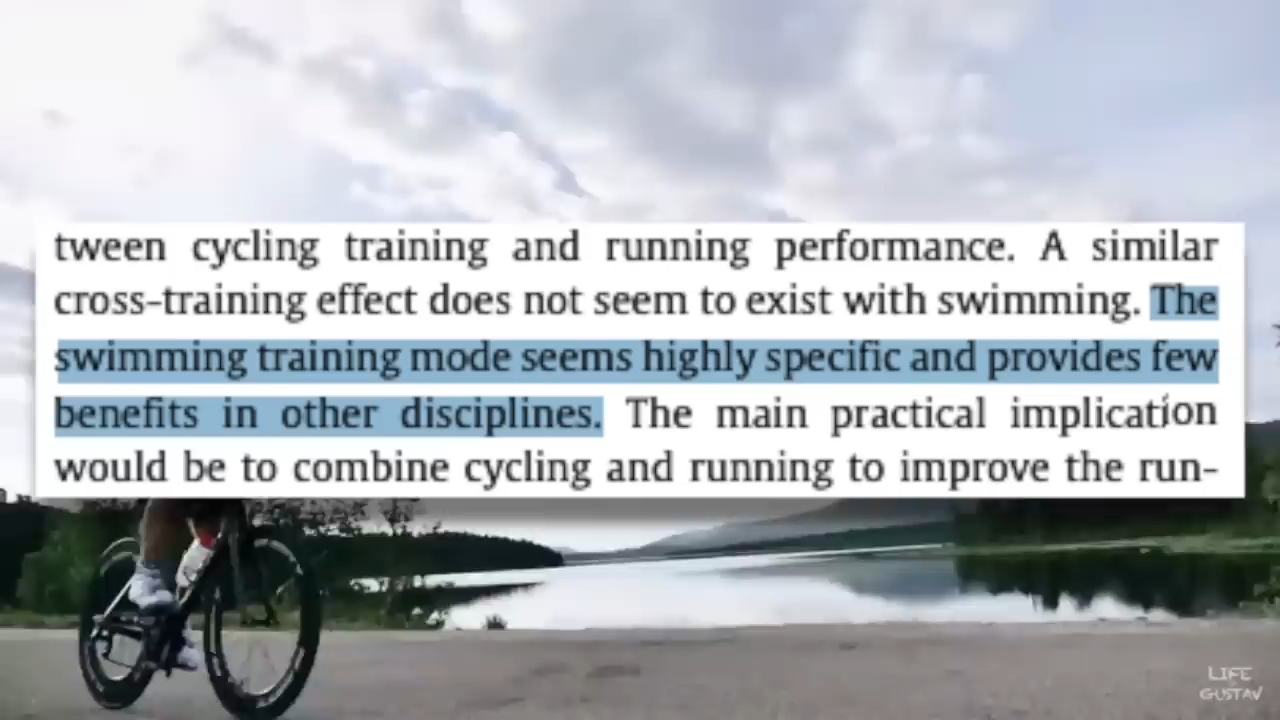 tween cycling training and running performance. A similar
cross-training effect does not seem to exist with swimming. The
swimming training mode seems highly specific and provides few
benefits in other disciplines. The main practical implication
would be to combine cycling and running to improve the run-
LIFE
GUSTAV